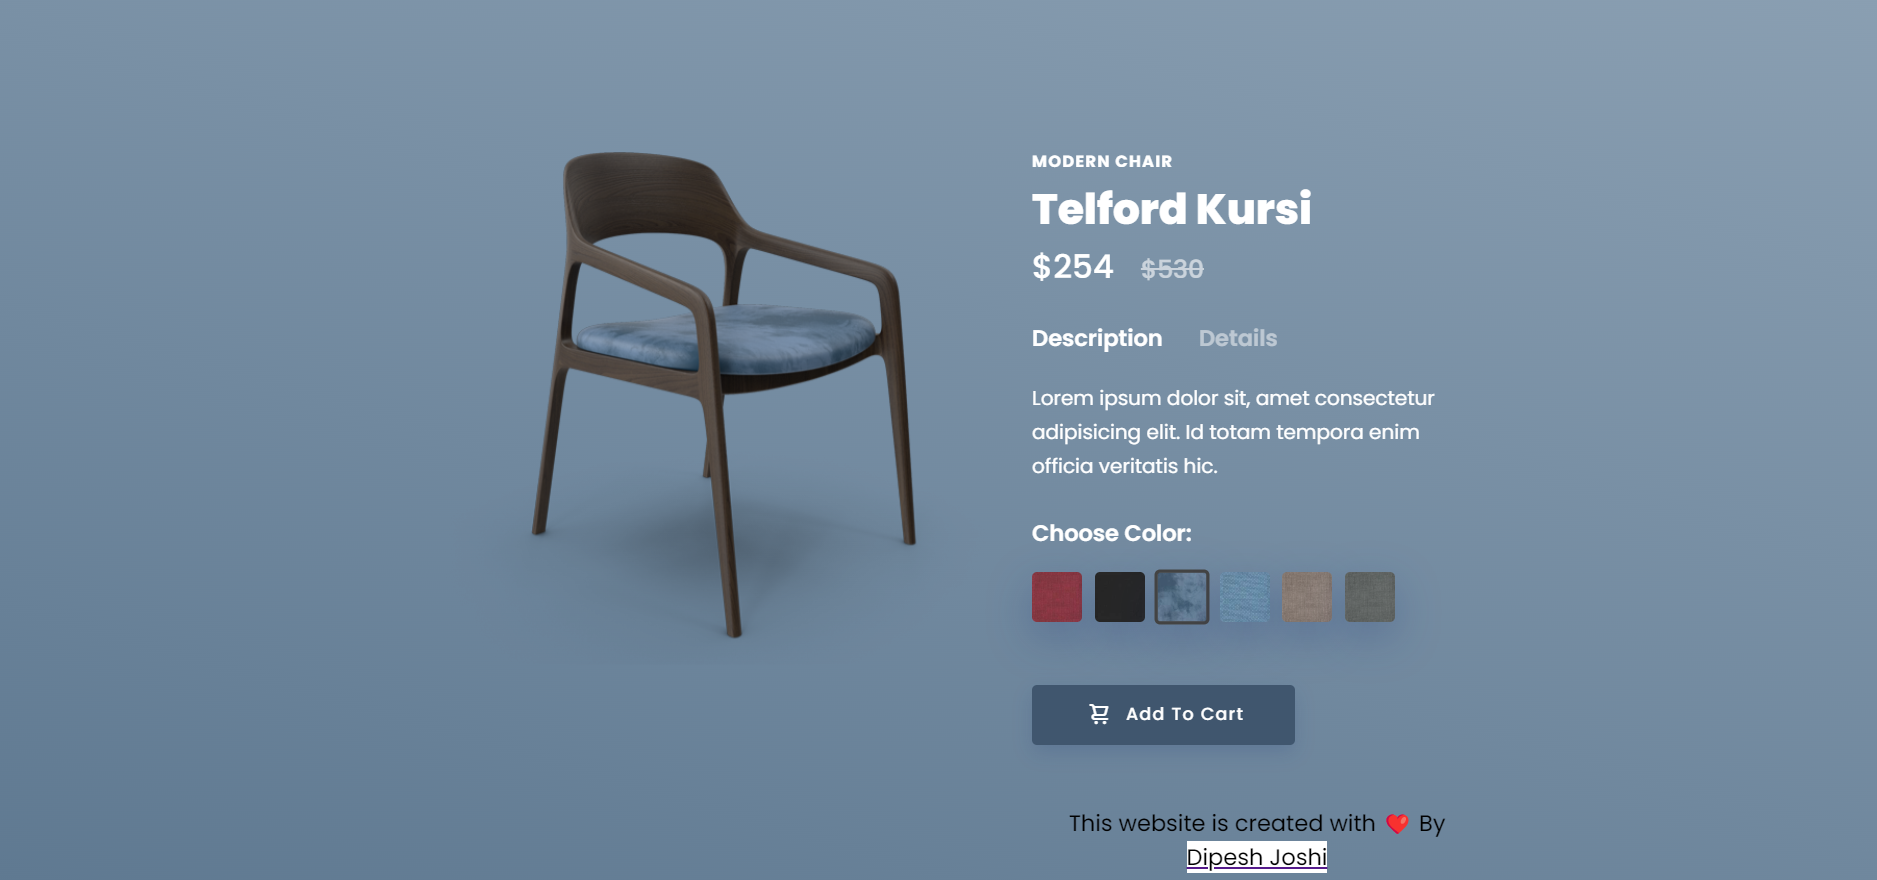 MODERN CHAIR
Telford Kursi
$254 $530
Description Details
Lorem ipsum dolor sit, amet consectetur
adipisicing elit. Id totam tempora enim
officia veritatis hic.
Choose Color:
Add To Cart
This website is created with ❤️ By
Dipesh Joshi